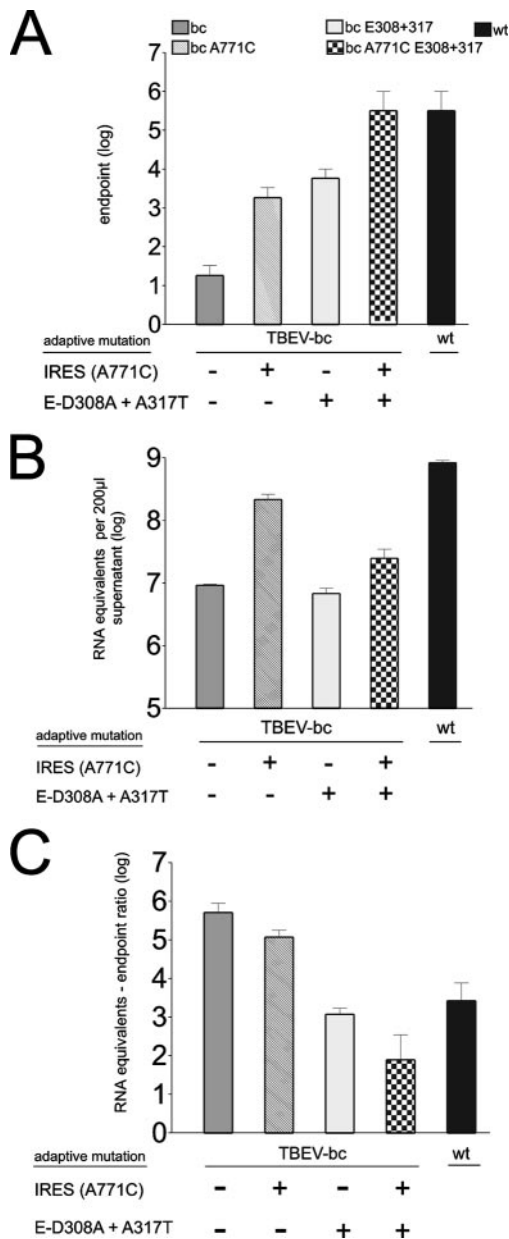 A
bc
bc E308+317
wt
bc A771C
bc A771C E308+317
endpoint (log)
7
6
5
4
3
2
1
0
adaptive mutation
TBEV-bc
wt
IRES (A771C)
- + - +
E-D308A + A317T
- - + +
B
RNA equivalents per 200µl
supernatant (log)
9
8
7
6
5
adaptive mutation
TBEV-bc
wt
IRES (A771C)
- + - +
E-D308A + A317T
- - + +
C
RNA equivalents - endpoint ratio (log)
7
6
5
4
3
2
1
0
adaptive mutation
TBEV-bc
wt
IRES (A771C)
- + - +
E-D308A + A317T
- - + +